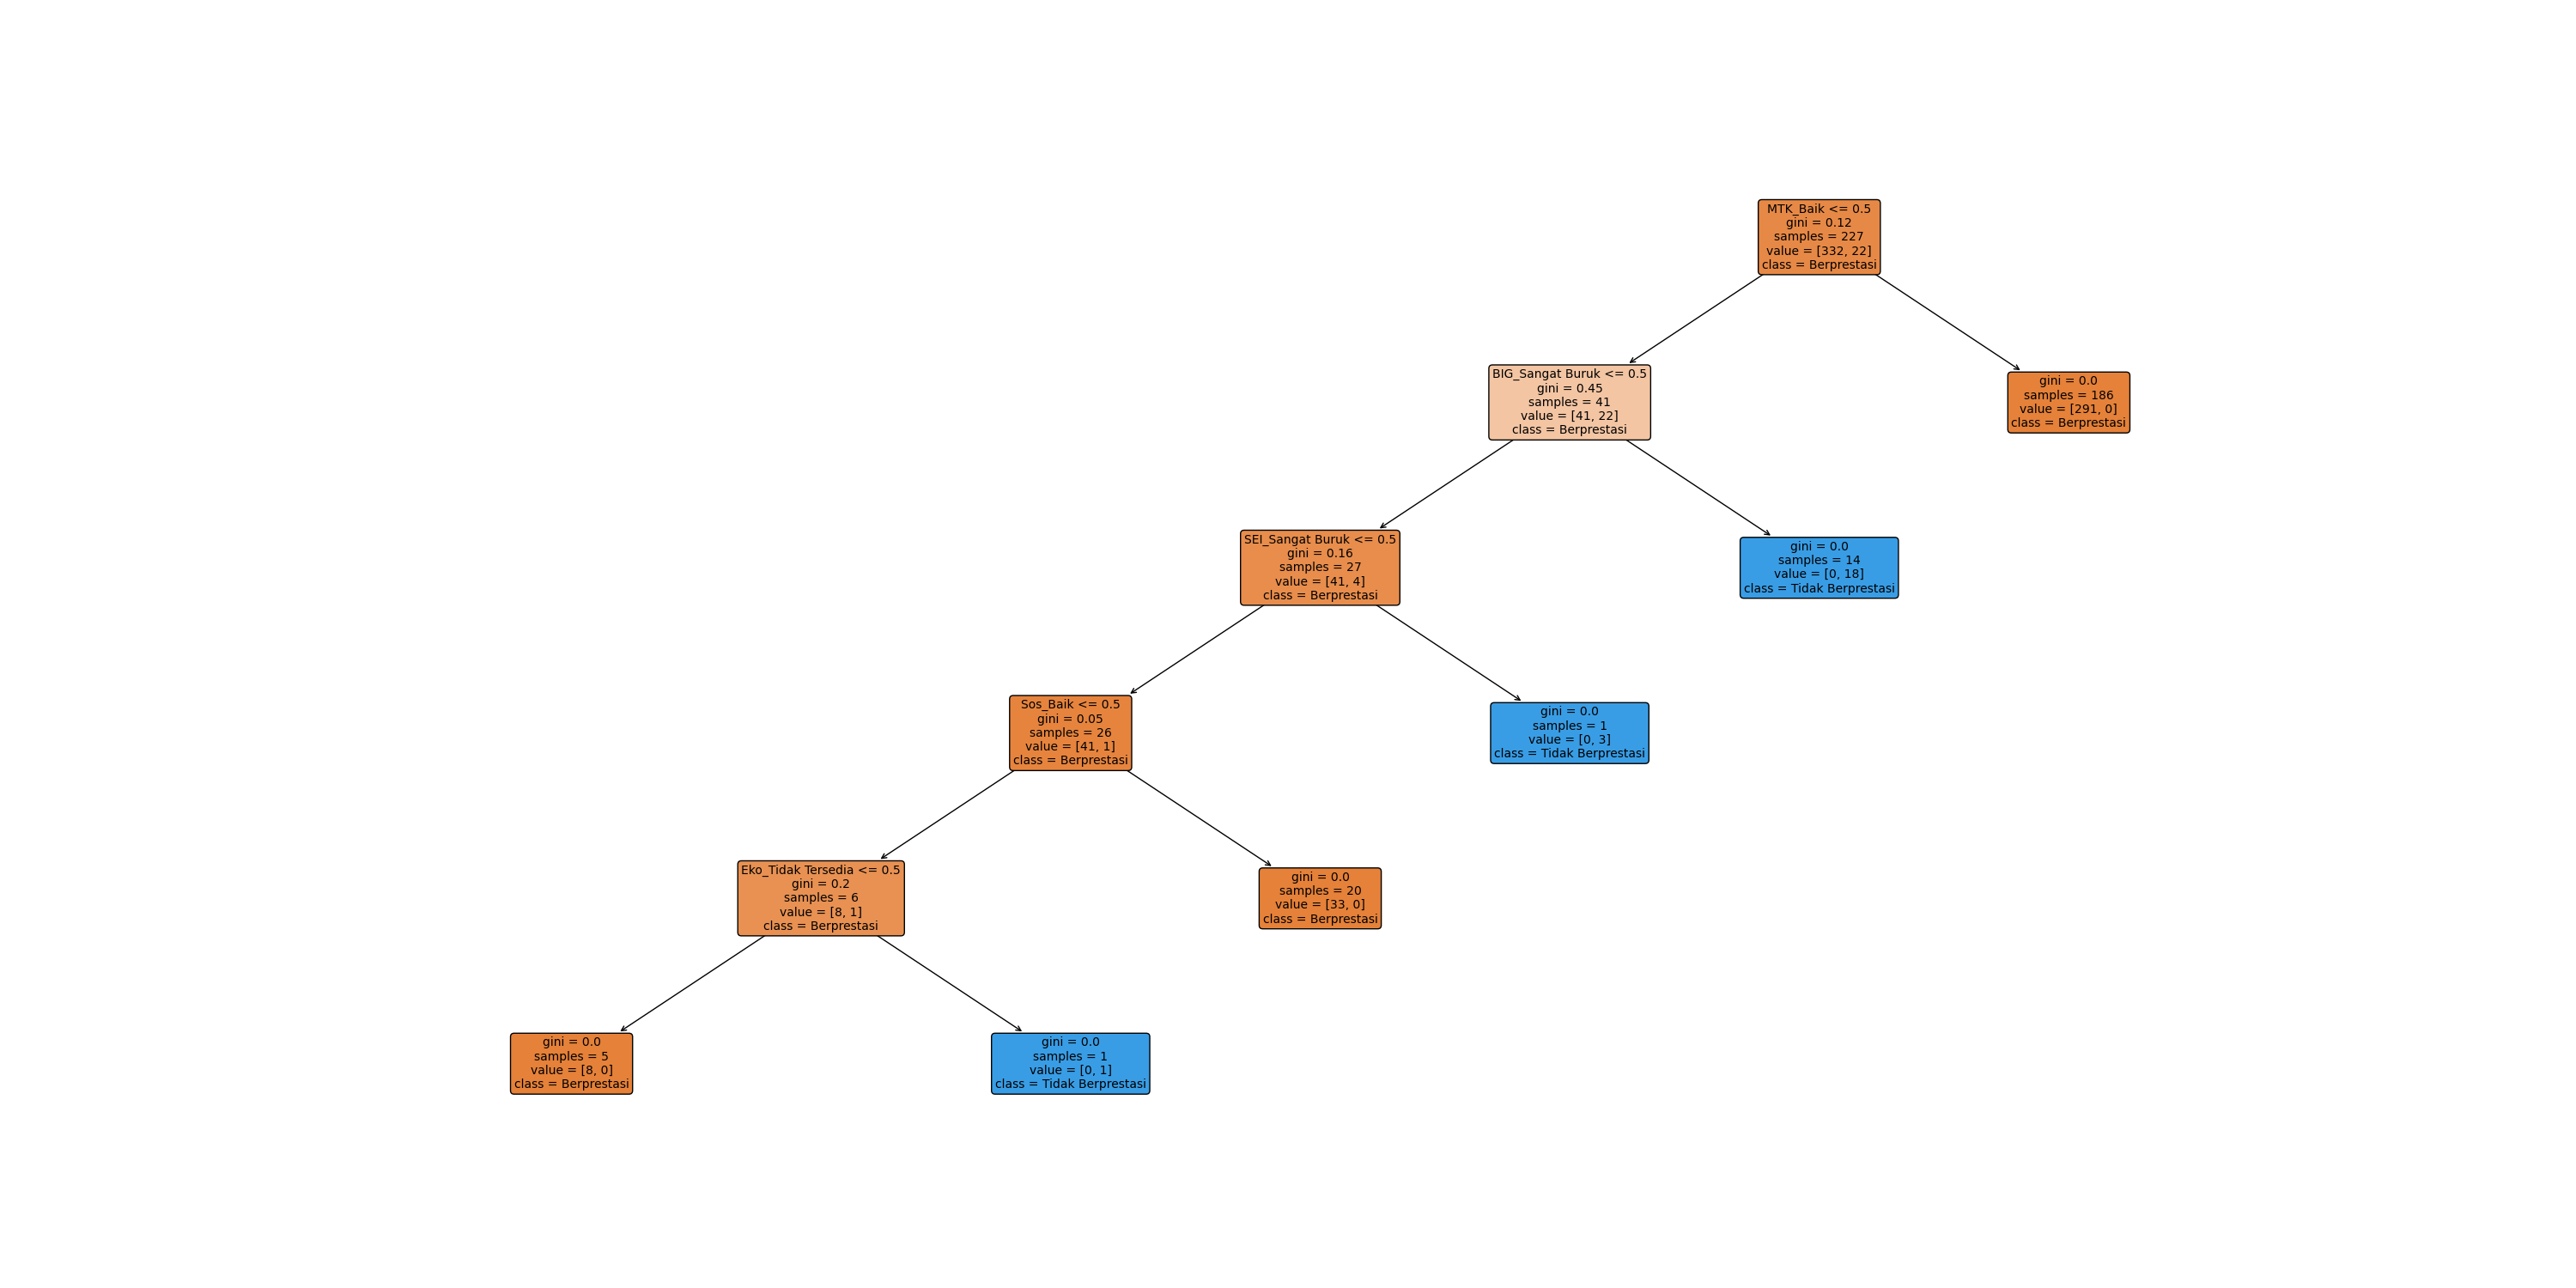 MTK_Baik <= 0.5
gini = 0.12
samples = 227
value = [332, 22]
class = Berprestasi
BIG_Sangat Buruk <= 0.5
gini = 0.45
samples = 41
value = [41, 22]
class = Berprestasi
gini = 0.0
samples = 186
value = [291, 0]
class = Berprestasi
SEI_Sangat Buruk <= 0.5
gini = 0.16
samples = 27
value = [41, 4]
class = Berprestasi
gini = 0.0
samples = 14
value = [0, 18]
class = Tidak Berprestasi
Sos_Baik <= 0.5
gini = 0.05
samples = 26
value = [41, 1]
class = Berprestasi
gini = 0.0
samples = 1
value = [0, 3]
class = Tidak Berprestasi
Eko_Tidak Tersedia <= 0.5
gini = 0.2
samples = 6
value = [8, 1]
class = Berprestasi
gini = 0.0
samples = 20
value = [33, 0]
class = Berprestasi
gini = 0.0
samples = 5
value = [8, 0]
class = Berprestasi
gini = 0.0
samples = 1
value = [0, 1]
class = Tidak Berprestasi